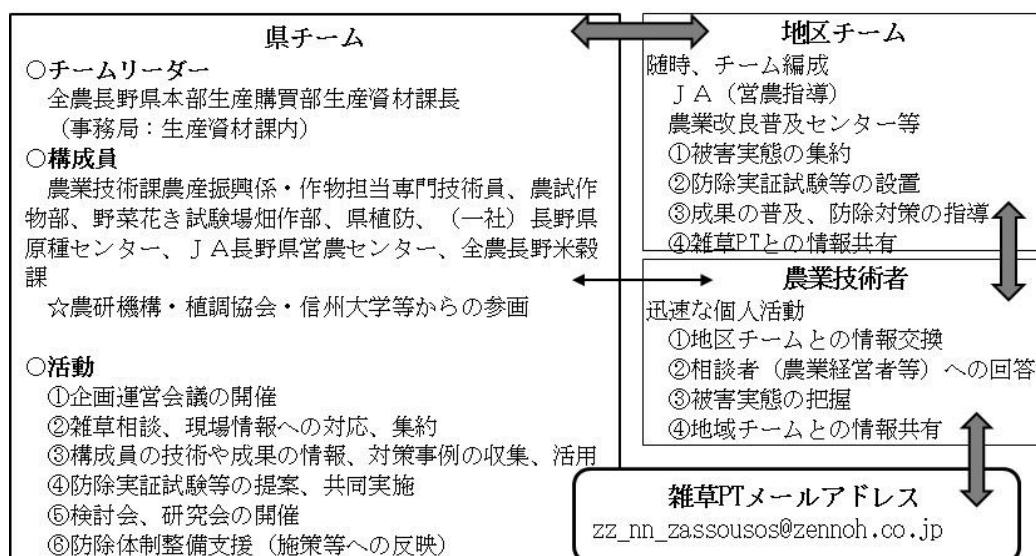 県チーム
○チームリーダー
全農長野県本部生産購買部生産資材課長
（事務局：生産資材課内）
○構成員
農業技術課農産振興係・作物担当専門技術員、農試作
物部、野菜花き試験場畑作部、県植防、（一社）長野県
原種センター、ＪＡ長野県営農センター、全農長野米穀
課
☆農研機構・植調協会・信州大学等からの参画
○活動
①企画運営会議の開催
②雑草相談、現場情報への対応、集約
③構成員の技術や成果の情報、対策事例の収集、活用
④防除実証試験等の提案、共同実施
⑤検討会、研究会の開催
⑥防除体制整備支援（施策等への反映）
地区チーム
随時、チーム編成
ＪＡ（営農指導）
農業改良普及センター等
①被害実態の集約
②防除実証試験等の設置
③成果の普及、防除対策の指導
④雑草PTとの情報共有
農業技術者
迅速な個人活動
①地区チームとの情報交換
②相談者（農業経営者等）への回答
③被害実態の把握
④地域チームとの情報共有
雑草PTメールアドレス
zz_nn_zassousos@zennoh.co.jp